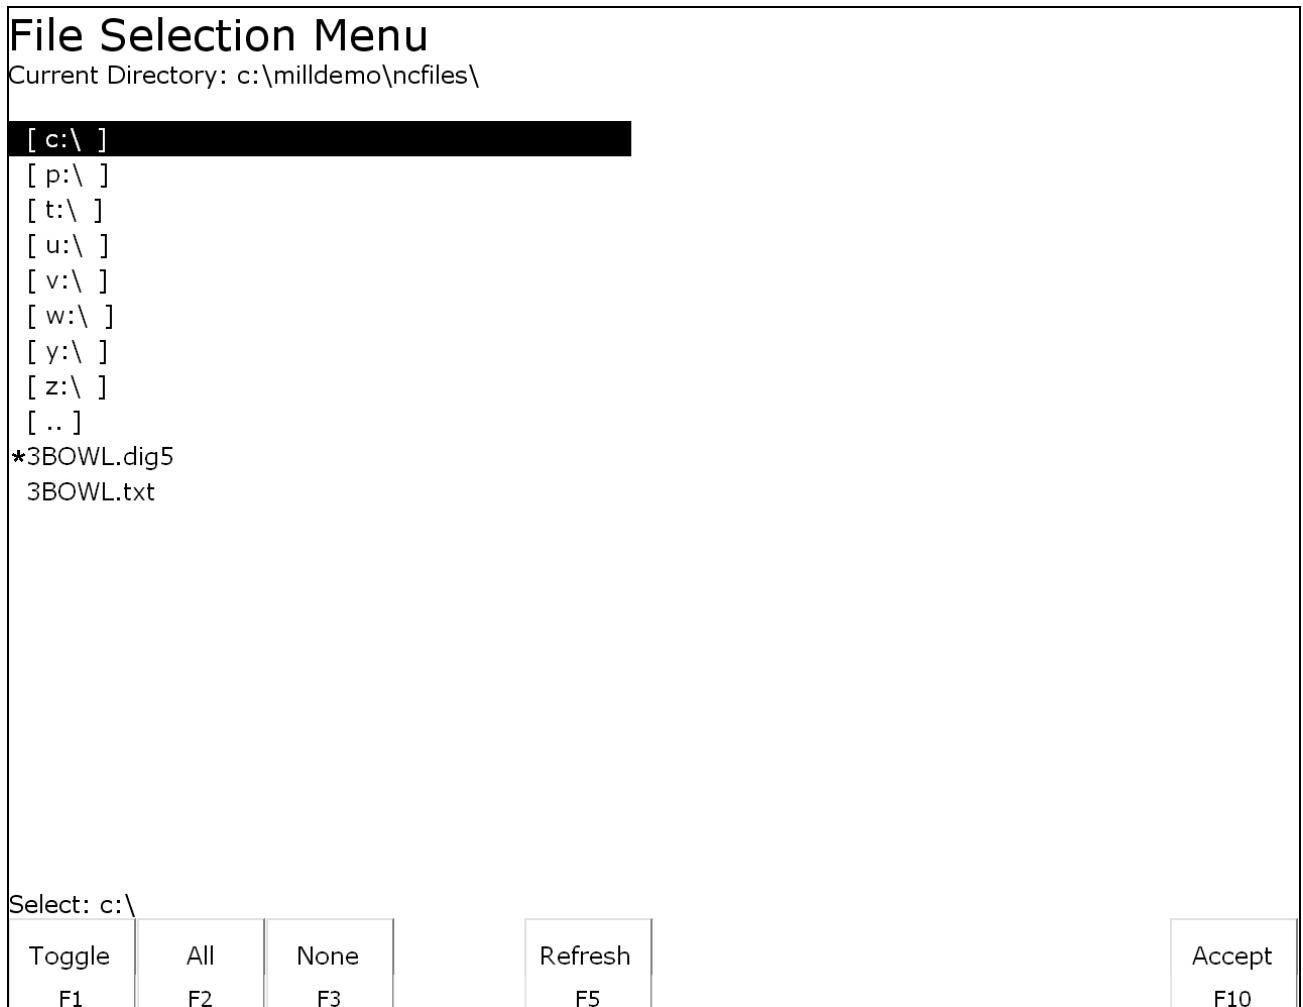 File Selection Menu
Current Directory: c:\milldemo\ncfiles\
[ c:\ ]
[ p:\ ]
[ t:\ ]
[ u:\ ]
[ v:\ ]
[ w:\ ]
[ y:\ ]
[ z:\ ]
[ .. ]
*3BOWL.dig5
3BOWL.txt
Select: c:\
Toggle All None Refresh Accept
F1 F2 F3 F5 F10